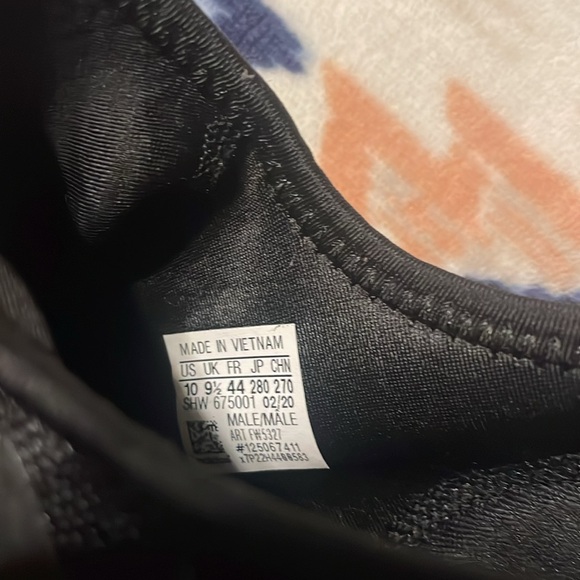 MADE IN VIETNAM
US UK FR JP CHN
10 9½ 44 280 270
SHW 675001 02/20
MALE/MALE
ART FW5327
#125067411